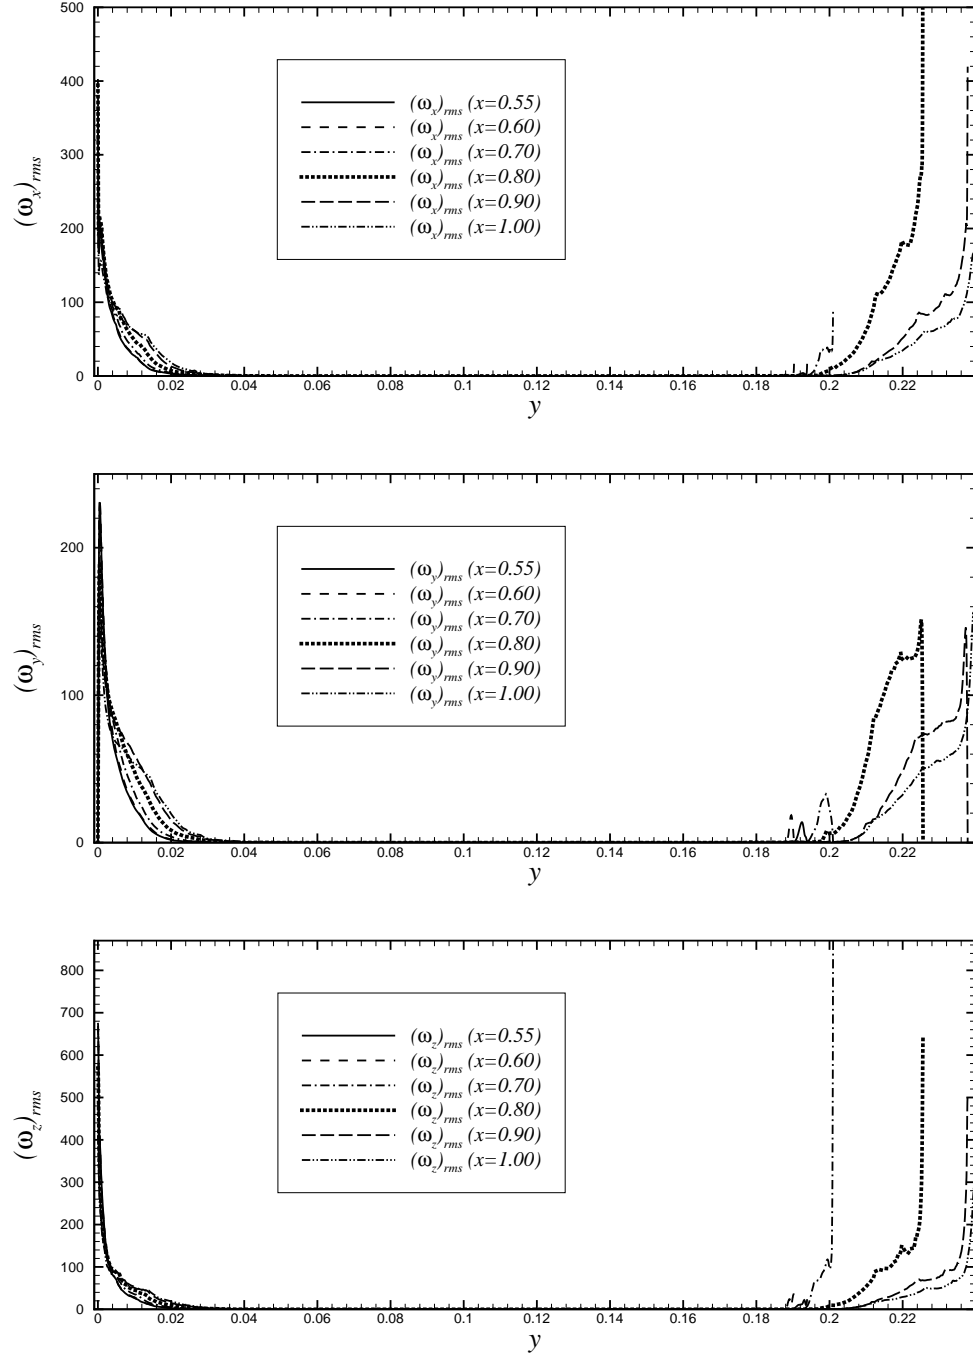 500
400
300
200
100
0
(ω_x)_rms
(ω_x)_rms (x=0.55)
(ω_x)_rms (x=0.60)
(ω_x)_rms (x=0.70)
(ω_x)_rms (x=0.80)
(ω_x)_rms (x=0.90)
(ω_x)_rms (x=1.00)
0 0.02 0.04 0.06 0.08 0.1 0.12 0.14 0.16 0.18 0.2 0.22
y
200
100
0
(ω_y)_rms
(ω_y)_rms (x=0.55)
(ω_y)_rms (x=0.60)
(ω_y)_rms (x=0.70)
(ω_y)_rms (x=0.80)
(ω_y)_rms (x=0.90)
(ω_y)_rms (x=1.00)
0 0.02 0.04 0.06 0.08 0.1 0.12 0.14 0.16 0.18 0.2 0.22
y
800
700
600
500
400
300
200
100
0
(ω_z)_rms
(ω_z)_rms (x=0.55)
(ω_z)_rms (x=0.60)
(ω_z)_rms (x=0.70)
(ω_z)_rms (x=0.80)
(ω_z)_rms (x=0.90)
(ω_z)_rms (x=1.00)
0 0.02 0.04 0.06 0.08 0.1 0.12 0.14 0.16 0.18 0.2 0.22
y